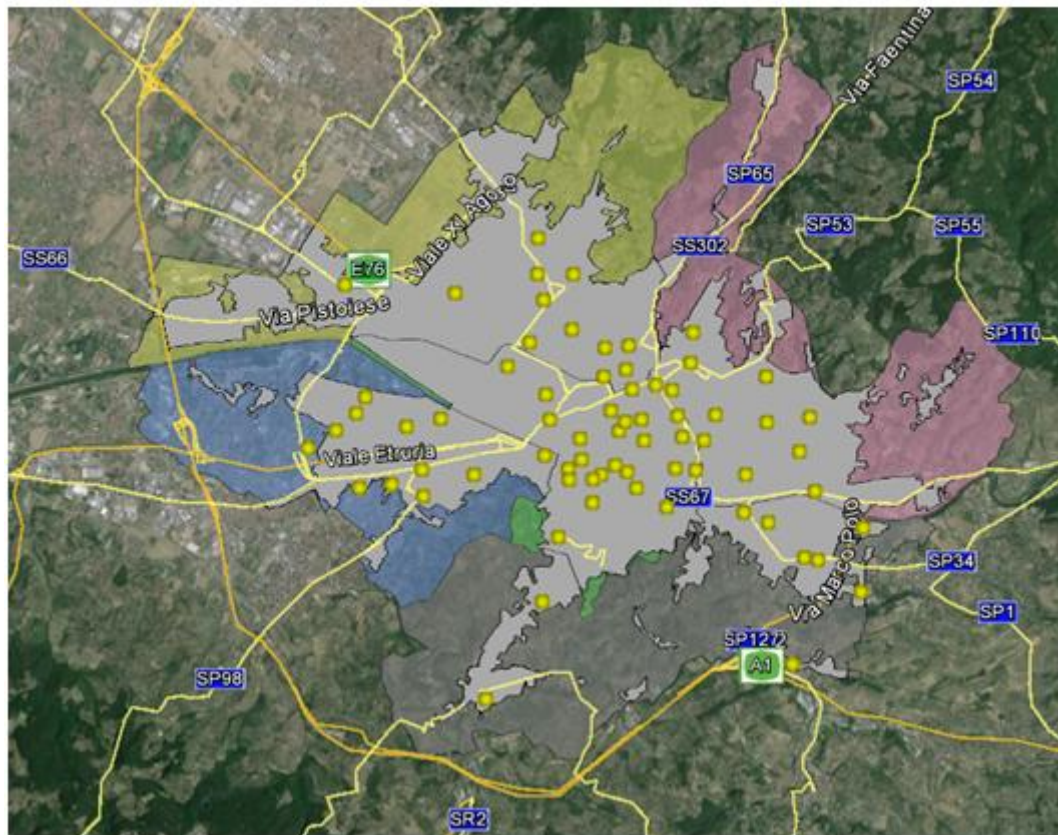 Via Faentina
SP54
SP65
Viale XI Agoro
SP53
SP55
SS302
SS66
E76
Via Pistoiese
SP110
Viale Etruria
SS67
Via Marco Polo
SP34
SP1
SP1272
A1
SP98
SR2